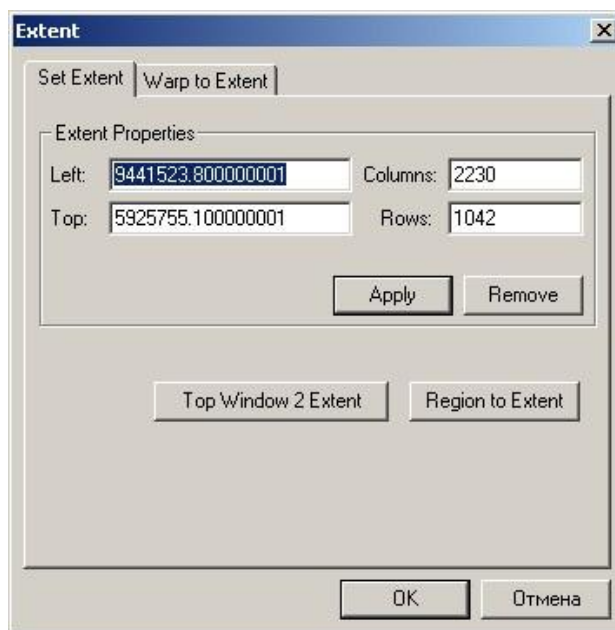 Extent
Set Extent Warp to Extent
Extent Properties
Left: 9441523.800000001 Columns: 2230
Top: 5925755.100000001 Rows: 1042
Apply Remove
Top Window 2 Extent Region to Extent
OK Отмена